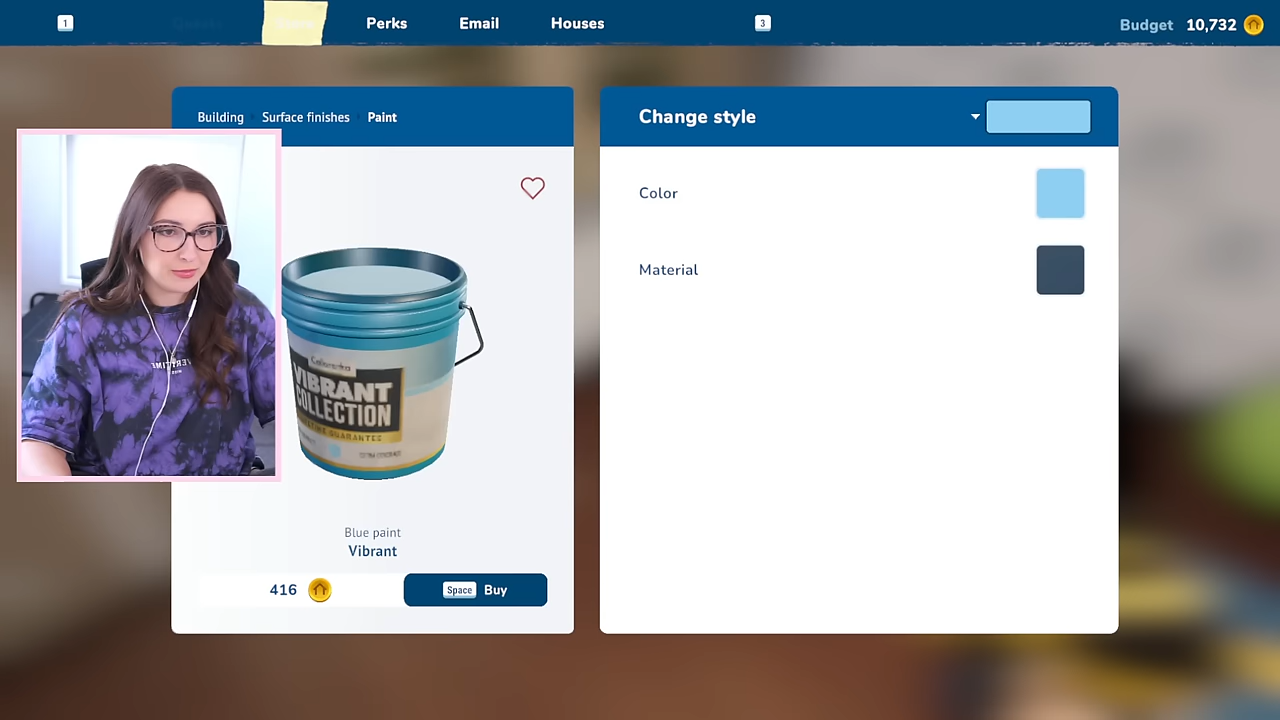 1
Perks
Email
Houses
3
Budget 10,732
Building
Surface finishes
Paint
Change style
Color
Material
VIBRANT
COLLECTION
Blue paint
Vibrant
416
Space
Buy